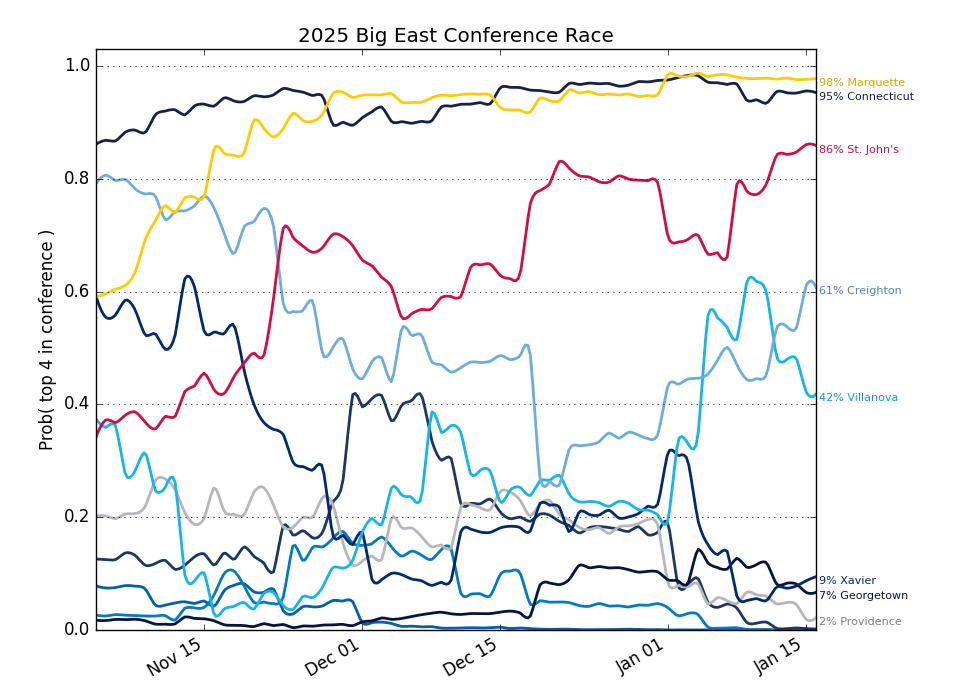 2025 Big East Conference Race
Prob( top 4 in conference )
1.0
0.8
0.6
0.4
0.2
0.0
Nov 15
Dec 01
Dec 15
Jan 01
Jan 15
98% Marquette
95% Connecticut
86% St. John's
61% Creighton
42% Villanova
9% Xavier
7% Georgetown
2% Providence